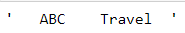 '   ABC    Travel  '